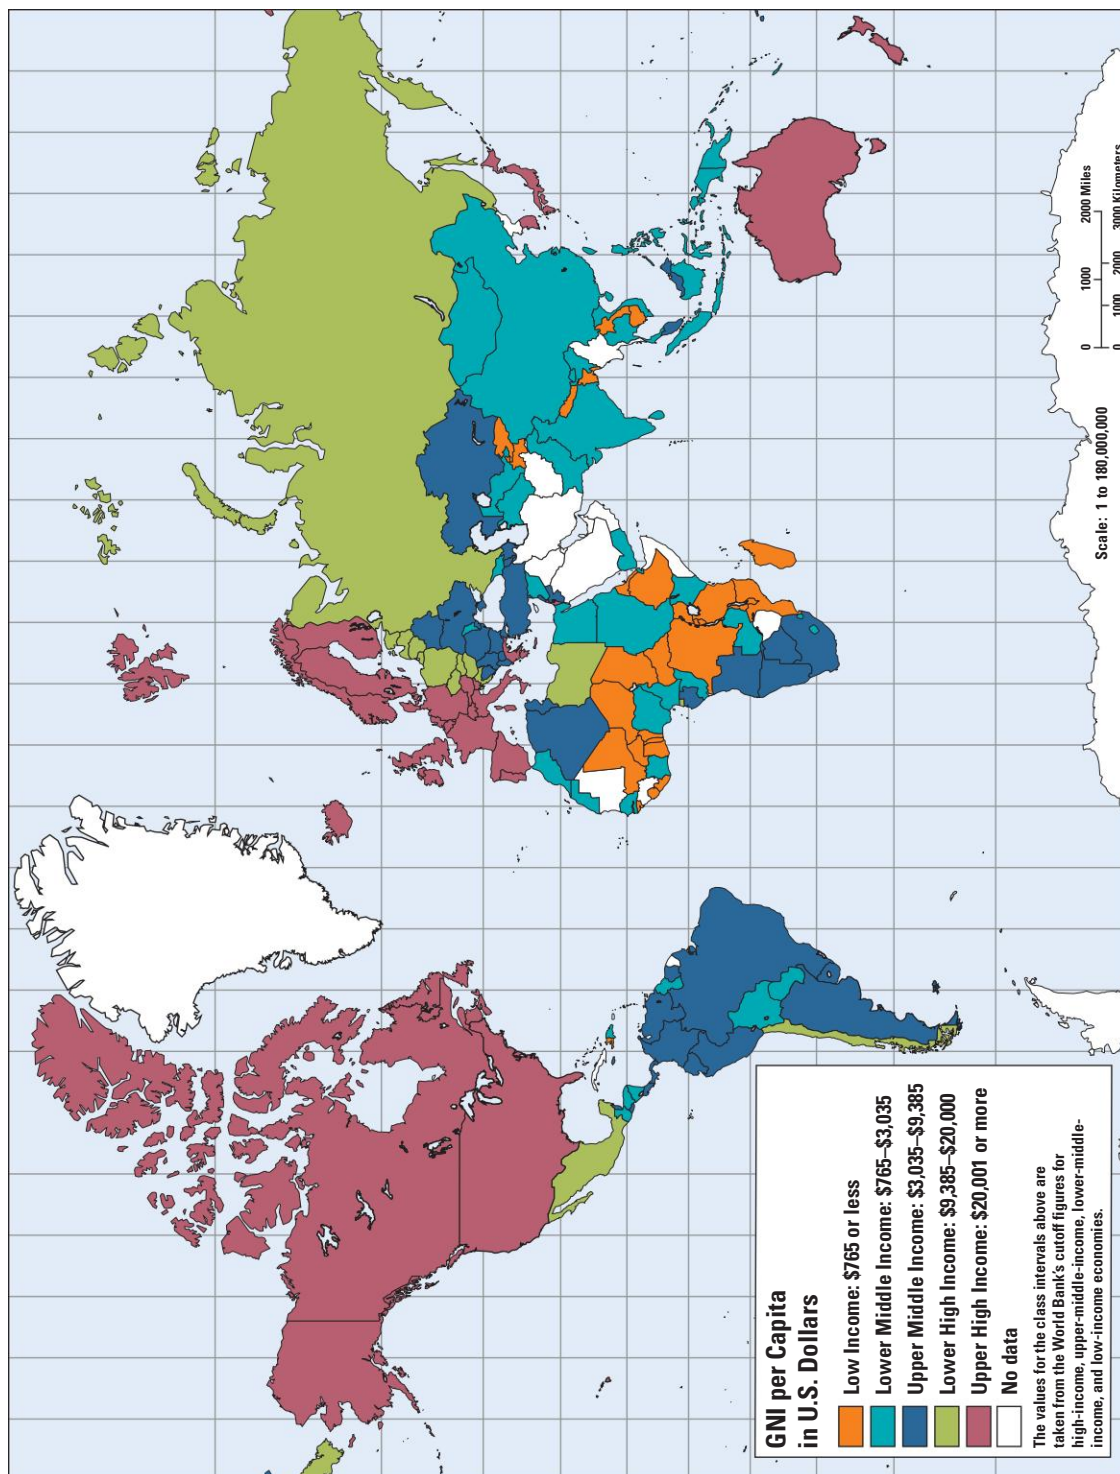 GNI per Capita
in U.S. Dollars
Low Income: $765 or less
Lower Middle Income: $765–$3,035
Upper Middle Income: $3,035–$9,385
Lower High Income: $9,385–$20,000
Upper High Income: $20,001 or more
No data
The values for the class intervals above are
taken from the World Bank's cutoff figures for
high-income, upper-middle-income, lower-middle-
income, and low-income economies.
Scale: 1 to 180,000,000
0 1000 2000 Miles
0 1000 2000 3000 Kilometers